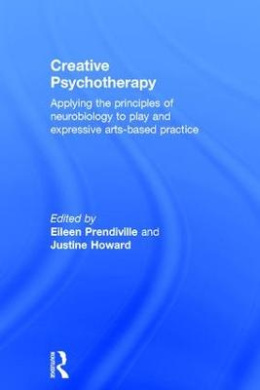 Creative
Psychotherapy
Applying the principles of
neurobiology to play and
expressive arts-based practice
Edited by
Eileen Prendiville and
Justine Howard
ROUTLEDGE